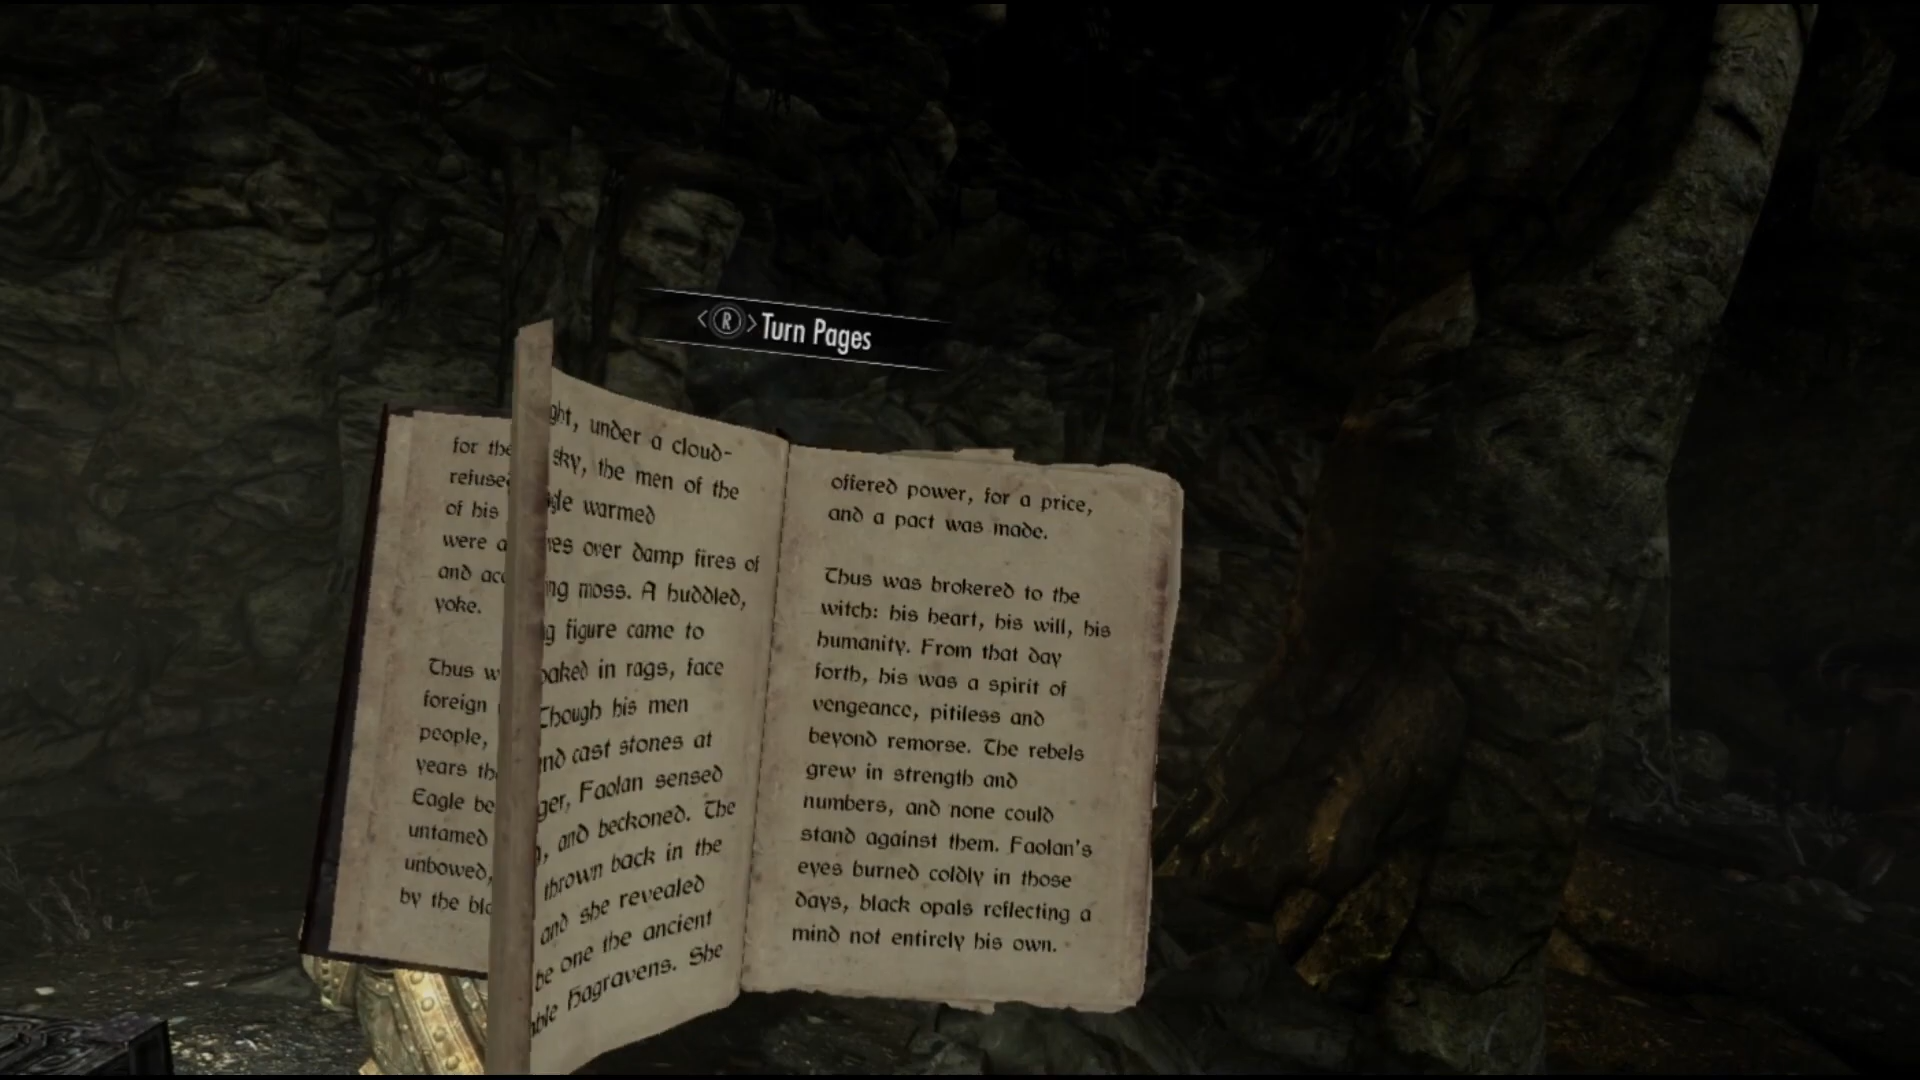 <R>Turn Pages
for the
refused
of his
were a
and acc
yoke.
Thus w
foreign
people,
years th
Eagle be
untamed
unbowed,
by the blo
ght, under a cloud-
sky, the men of the
gle warmed
ves over damp fires of
ng moss. A huddled,
g figure came to
oaked in rags, face
Though his men
nd cast stones at
ger, Faolan sensed
g, and beckoned. The
thrown back in the
and she revealed
be one the ancient
able Hagravens. She
offered power, for a price,
and a pact was made.
Thus was brokered to the
witch: his heart, his will, his
humanity. From that day
forth, his was a spirit of
vengeance, pitiless and
beyond remorse. The rebels
grew in strength and
numbers, and none could
stand against them. Faolan's
eyes burned coldly in those
days, black opals reflecting a
mind not entirely his own.